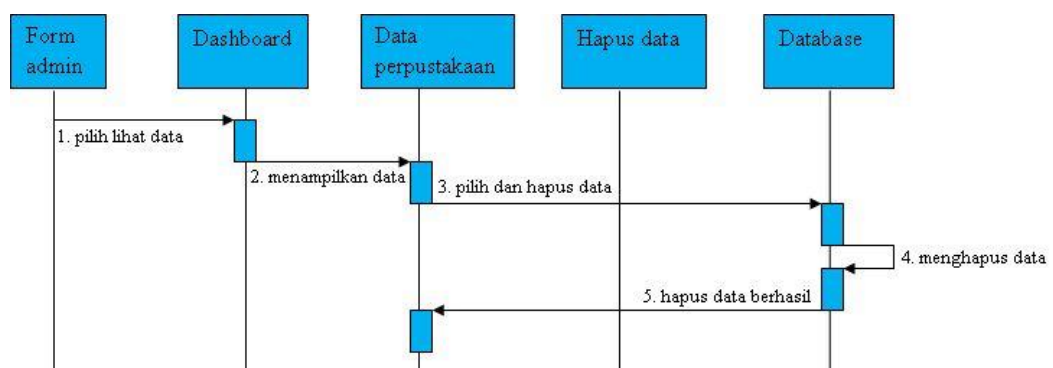 Form
admin
Dashboard
Data
perpustakaan
Hapus data
Database
1. pilih lihat data
2. menampilkan data
3. pilih dan hapus data
4. menghapus data
5. hapus data berhasil